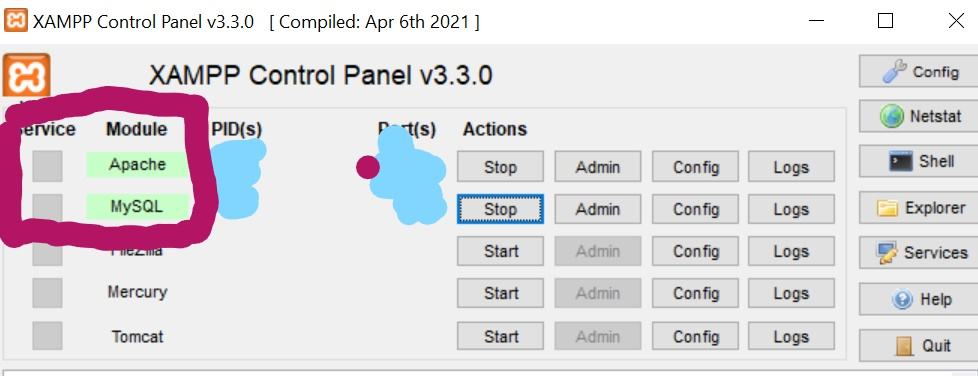 XAMPP Control Panel v3.3.0 [ Compiled: Apr 6th 2021 ]
XAMPP Control Panel v3.3.0
Config
Module PID(s) Actions
Netstat
Apache Stop Admin Config Logs
Shell
MySQL Stop Admin Config Logs
Explorer
FileZilla Start Admin Config Logs
Services
Mercury Start Admin Config Logs
Help
Tomcat Start Admin Config Logs
Quit